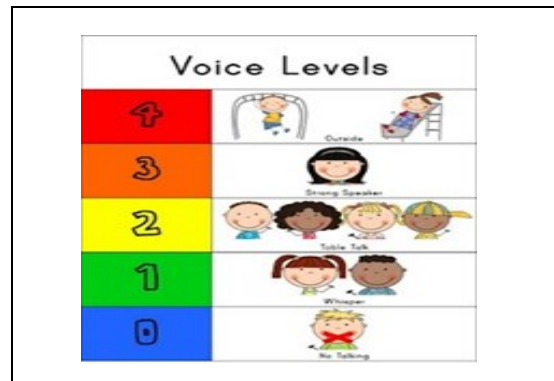 Voice Levels
4
Outside
3
Strong Speaker
2
Table Talk
1
Whisper
0
No Talking